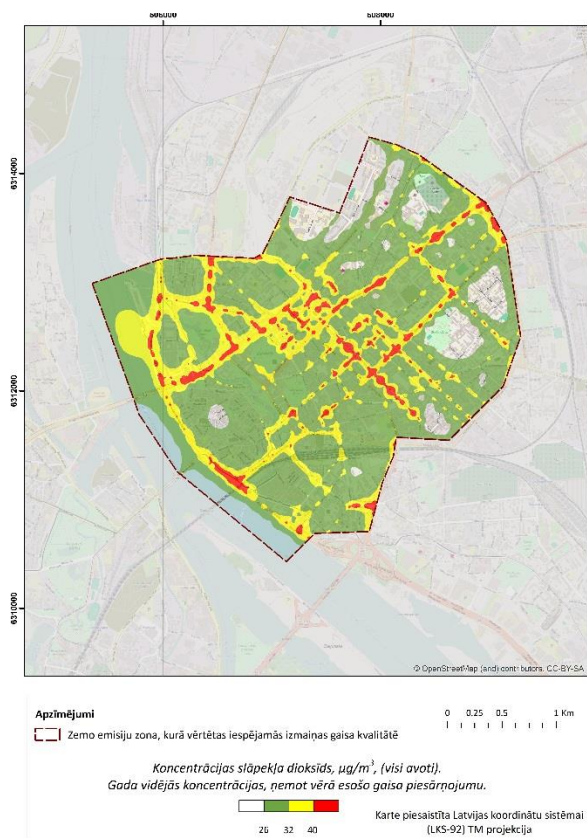 506000 508000
6314000
6312000
6310000
© OpenStreetMap (and) contributors, CC-BY-SA
Apzīmējumi
Zemo emisiju zona, kurā vērtētas iespējamās izmaiņas gaisa kvalitātē
0 0.25 0.5 1 Km
Koncentrācijas slāpekļa dioksīds, µg/m³, (visi avoti).
Gada vidējās koncentrācijas, ņemot vērā esošo gaisa piesārņojumu.
26 32 40
Karte piesaistīta Latvijas koordinātu sistēmai
(LKS-92) TM projekcija